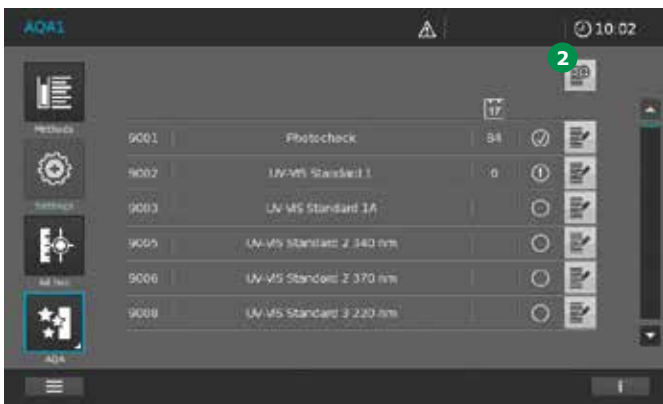 AQA1 10:02
2
17
Methods
9001 Photocheck 84
9002 UV-VIS Standard 1 0
Settings
9003 UV-VIS Standard 1A
9005 UV-VIS Standard 2 340 nm
Ad hoc
9006 UV-VIS Standard 2 370 nm
9008 UV-VIS Standard 3 220 nm
AQA